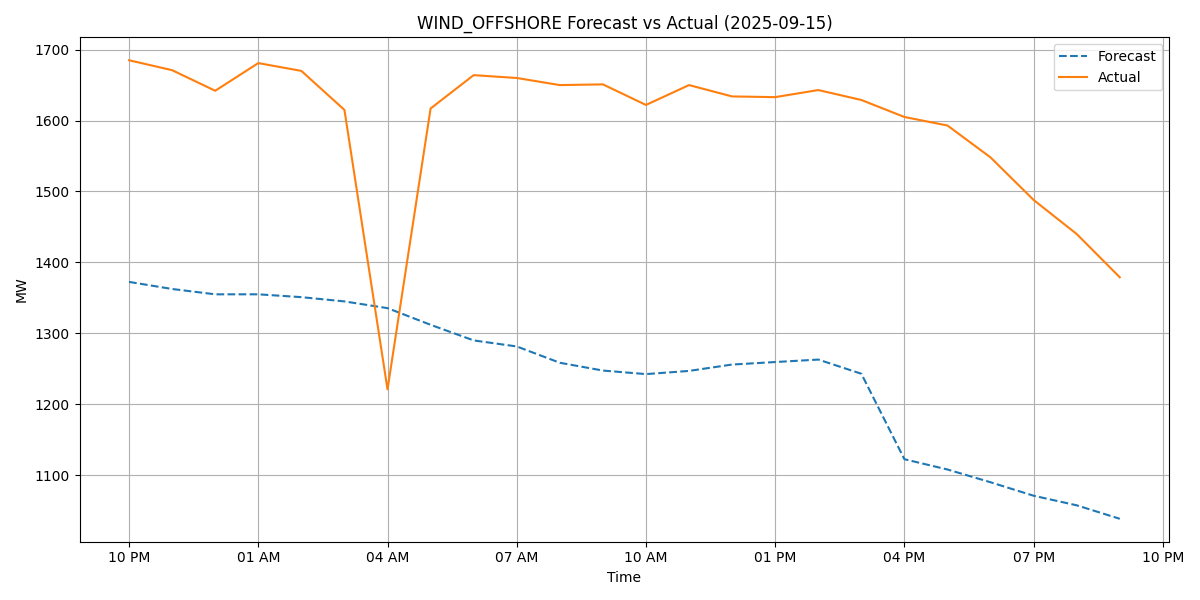 WIND_OFFSHORE Forecast vs Actual (2025-09-15)
Forecast
Actual
MW
1700
1600
1500
1400
1300
1200
1100
10 PM 01 AM 04 AM 07 AM 10 AM 01 PM 04 PM 07 PM 10 PM
Time